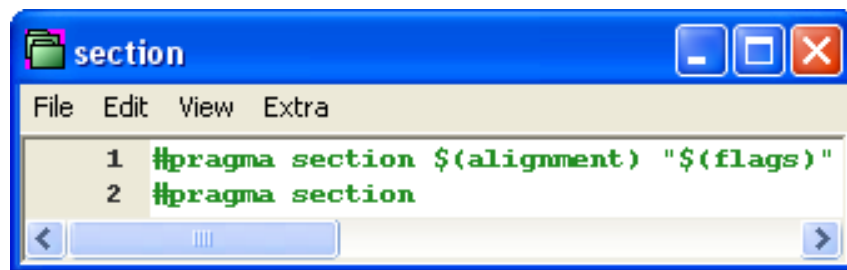 section
File Edit View Extra
1 #pragma section $(alignment) "$(flags)"
2 #pragma section